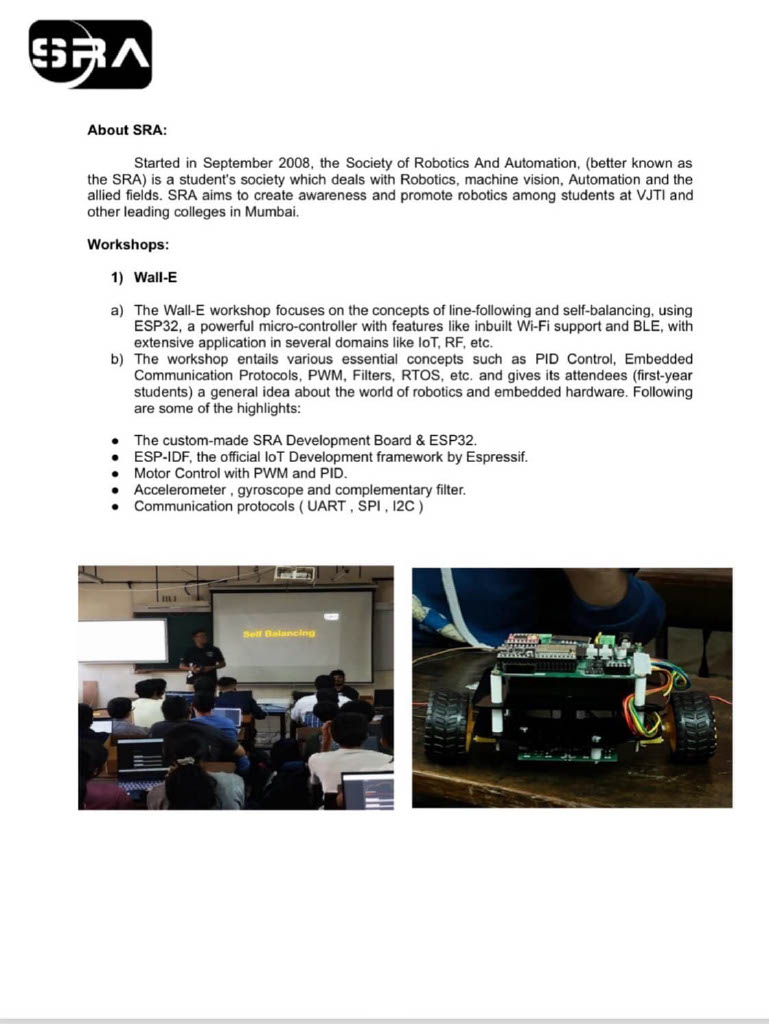 SRA
About SRA:
Started in September 2008, the Society of Robotics And Automation, (better known as
the SRA) is a student's society which deals with Robotics, machine vision, Automation and the
allied fields. SRA aims to create awareness and promote robotics among students at VJTI and
other leading colleges in Mumbai.
Workshops:
1) Wall-E
a) The Wall-E workshop focuses on the concepts of line-following and self-balancing, using
ESP32, a powerful micro-controller with features like inbuilt Wi-Fi support and BLE, with
extensive application in several domains like IoT, RF, etc.
b) The workshop entails various essential concepts such as PID Control, Embedded
Communication Protocols, PWM, Filters, RTOS, etc. and gives its attendees (first-year
students) a general idea about the world of robotics and embedded hardware. Following
are some of the highlights:
● The custom-made SRA Development Board & ESP32.
● ESP-IDF, the official IoT Development framework by Espressif.
● Motor Control with PWM and PID.
● Accelerometer , gyroscope and complementary filter.
● Communication protocols ( UART , SPI , I2C )
Self Balancing